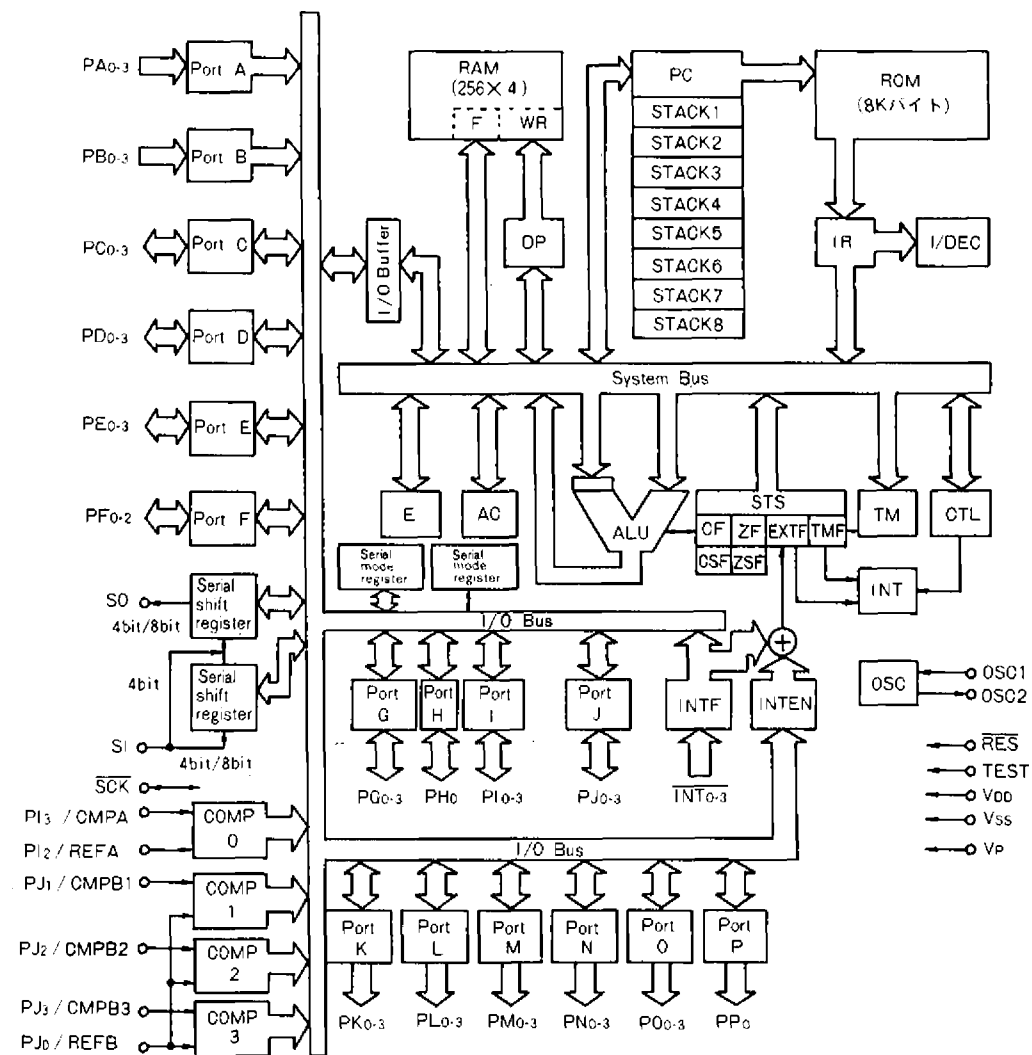 PA0-3
Port A
PB0-3
Port B
PC0-3
Port C
PD0-3
Port D
PE0-3
Port E
PF0-2
Port F
SO
4bit/8bit
Serial
shift
register
4bit
Serial
shift
register
SI
4bit/8bit
SCK
PI3 / CMPA
PI2 / REFA
COMP
0
PJ1 / CMPB1
COMP
1
PJ2 / CMPB2
COMP
2
PJ3 / CMPB3
PJ0 / REFB
COMP
3
I/O Buffer
RAM
(256×4)
F
WR
DP
PC
STACK1
STACK2
STACK3
STACK4
STACK5
STACK6
STACK7
STACK8
ROM
(8Kバイト)
IR
I/DEC
System Bus
E
AC
ALU
STS
CF
ZF
EXTF
TMF
CSF
ZSF
TM
CTL
INT
Serial
mode
register
Serial
mode
register
I/O Bus
Port
G
Port
H
Port
I
Port
J
INTF
INTEN
+
PG0-3
PH0
PI0-3
PJ0-3
INT0-3
OSC
OSC1
OSC2
RES
TEST
VDD
VSS
VP
I/O Bus
Port
K
Port
L
Port
M
Port
N
Port
O
Port
P
PK0-3
PL0-3
PM0-3
PN0-3
PO0-3
PP0